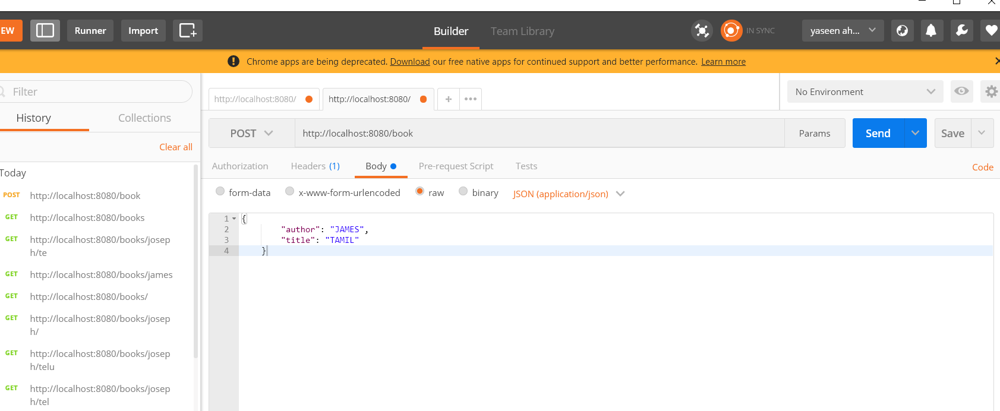 EW
Runner
Import
Builder
Team Library
IN SYNC
yaseen ah...
Chrome apps are being deprecated. Download our free native apps for continued support and better performance. Learn more
Filter
History
Collections
Clear all
Today
POST http://localhost:8080/book
GET http://localhost:8080/books
GET http://localhost:8080/books/josep
h/te
GET http://localhost:8080/books/james
GET http://localhost:8080/books/
GET http://localhost:8080/books/josep
h/
GET http://localhost:8080/books/josep
h/telu
GET http://localhost:8080/books/josep
h/tel
http://localhost:8080/
http://localhost:8080/
+
•••
No Environment
POST
http://localhost:8080/book
Params
Send
Save
Authorization
Headers (1)
Body
Pre-request Script
Tests
Code
form-data
x-www-form-urlencoded
raw
binary
JSON (application/json)
1 {
2 "author": "JAMES",
3 "title": "TAMIL"
4 }